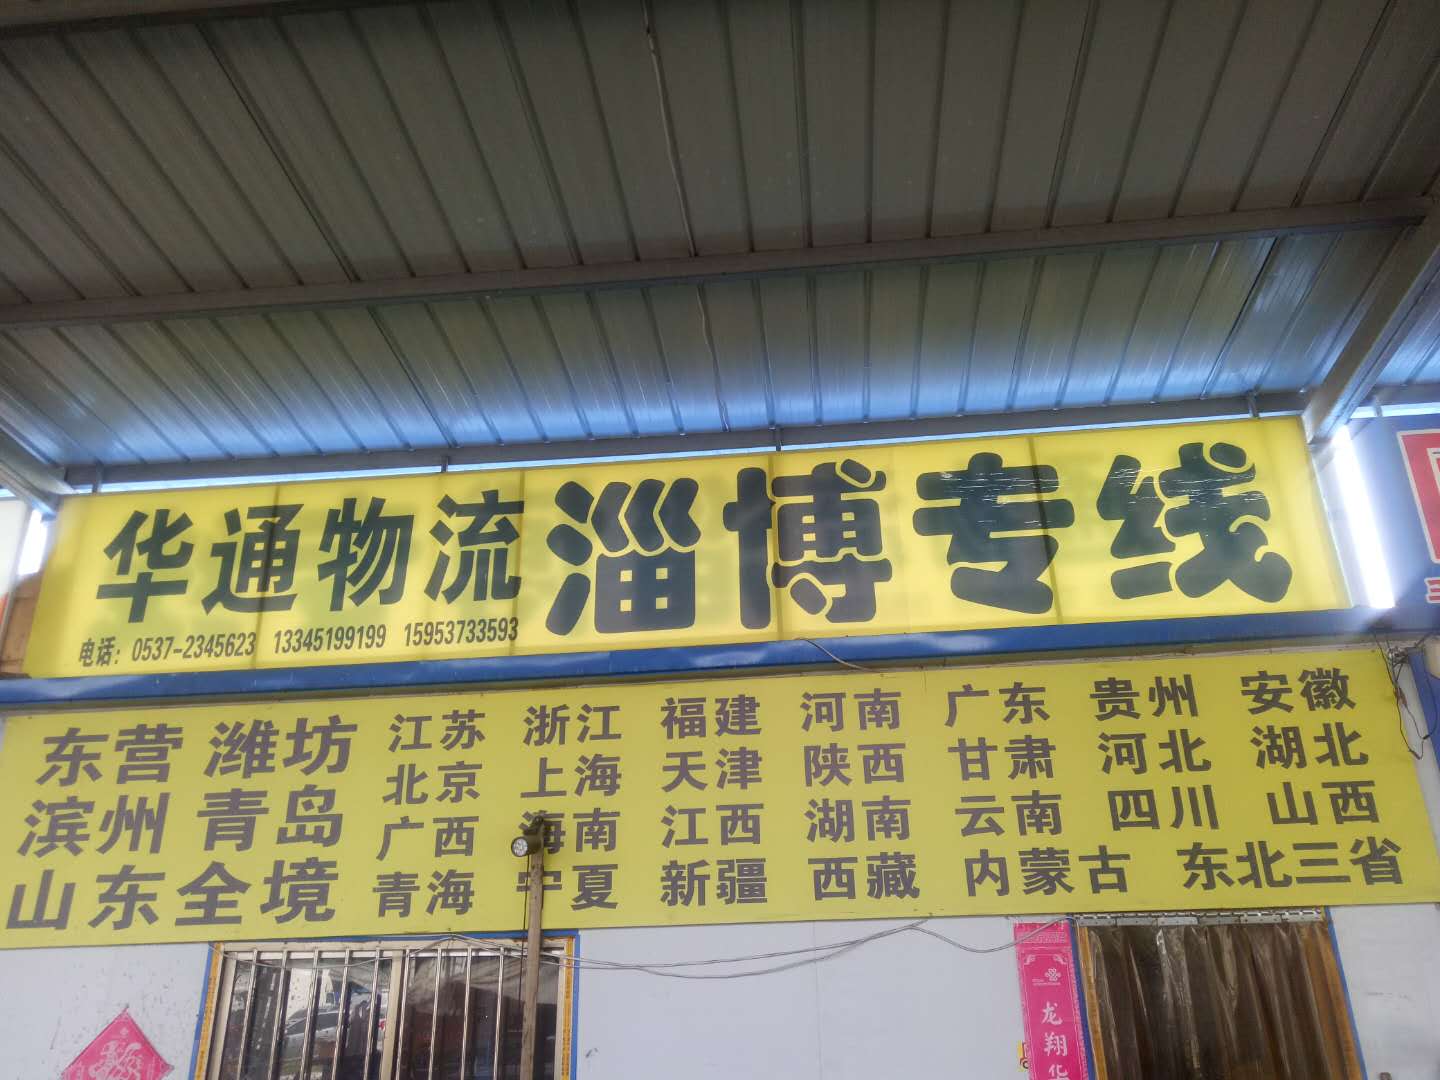 华通物流 淄博专线
电话：0537-2345623 13345199199 15953733593
东营 潍坊 江苏 浙江 福建 河南 广东 贵州 安徽
滨州 青岛 北京 上海 天津 陕西 甘肃 河北 湖北
山东全境 广西 海南 江西 湖南 云南 四川 山西
青海 宁夏 新疆 西藏 内蒙古 东北三省
龙翔华